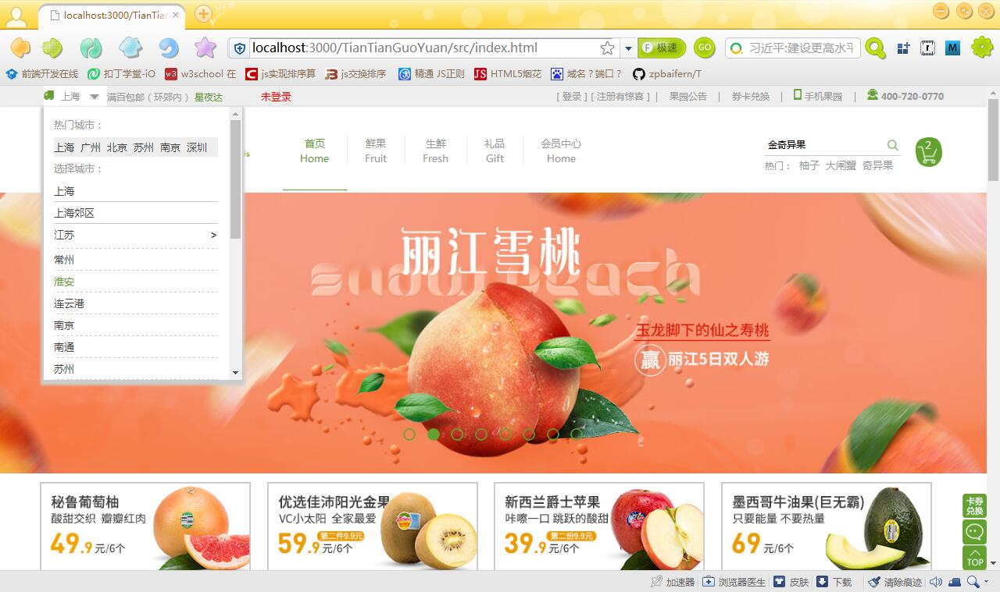 localhost:3000/TianTia
New
localhost:3000/TianTianGuoYuan/src/index.html
极速
GO
习近平:建设更高水平
前端开发在线 扣丁学堂-iO w3school 在 js实现排序算 js交换排序 精通 JS正则 HTML5烟花 域名？端口？ zpbaifern/T
上海 满百包邮（环郊内） 星夜达 未登录 [ 登录 ] [ 注册有惊喜 ] | 果园公告 | 券卡兑换 | 手机果园 | 400-720-0770
热门城市：
上海 广州 北京 苏州 南京 深圳
选择城市：
上海
上海郊区
江苏 >
常州
淮安
连云港
南京
南通
苏州
is
首页 鲜果 生鲜 礼品 会员中心
Home Fruit Fresh Gift Home
金奇异果
热门： 柚子 大闸蟹 奇异果
2
丽江雪桃
snow peach
玉龙脚下的仙之寿桃
赢 丽江5日双人游
秘鲁葡萄柚
酸甜交织 瓣瓣红肉
49.9 元/6个
优选佳沛阳光金果
VC小太阳 全家最爱
第二件9.9元
59.9 元/6个
新西兰爵士苹果
咔嚓一口 跳跃的酸甜
第二份9.9元
39.9 元/6个
墨西哥牛油果(巨无霸)
只要能量 不要热量
69 元/6个
卡券
兑换
TOP
加速器 浏览器医生 皮肤 下载 清除痕迹